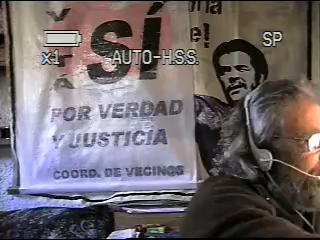 Y
SÍ
e!
x1
AUTO-H.S.S.
SP
POR VERDAD
Y JUSTICIA
COORD. DE VECINOS